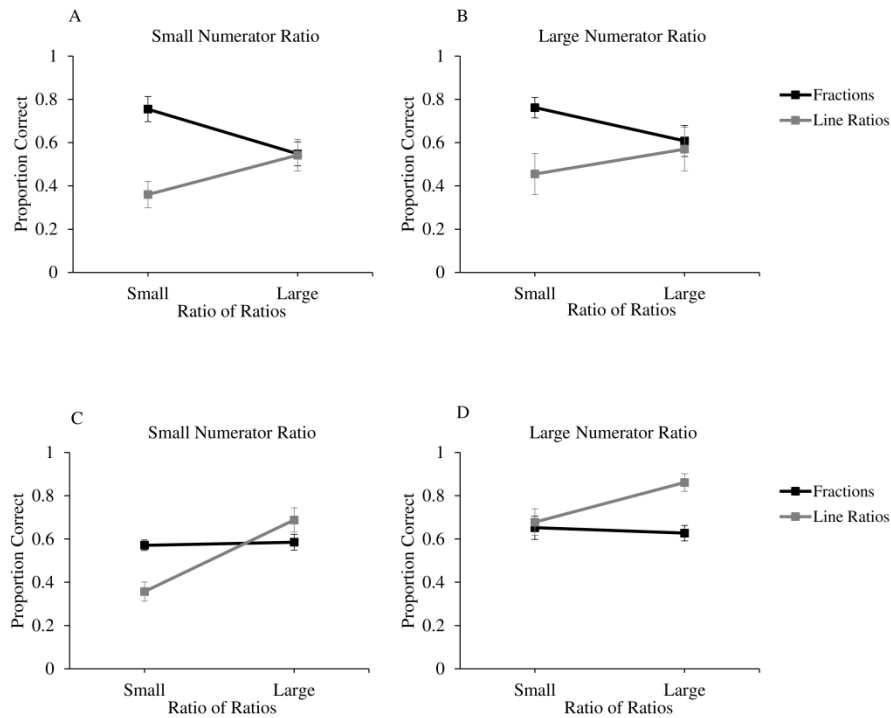 A
Small Numerator Ratio
1
0.8
0.6
0.4
0.2
0
Proportion Correct
Small
Large
Ratio of Ratios
B
Large Numerator Ratio
1
0.8
0.6
0.4
0.2
0
Proportion Correct
Small
Large
Ratio of Ratios
Fractions
Line Ratios
C
Small Numerator Ratio
1
0.8
0.6
0.4
0.2
0
Proportion Correct
Small
Large
Ratio of Ratios
D
Large Numerator Ratio
1
0.8
0.6
0.4
0.2
0
Proportion Correct
Small
Large
Ratio of Ratios
Fractions
Line Ratios